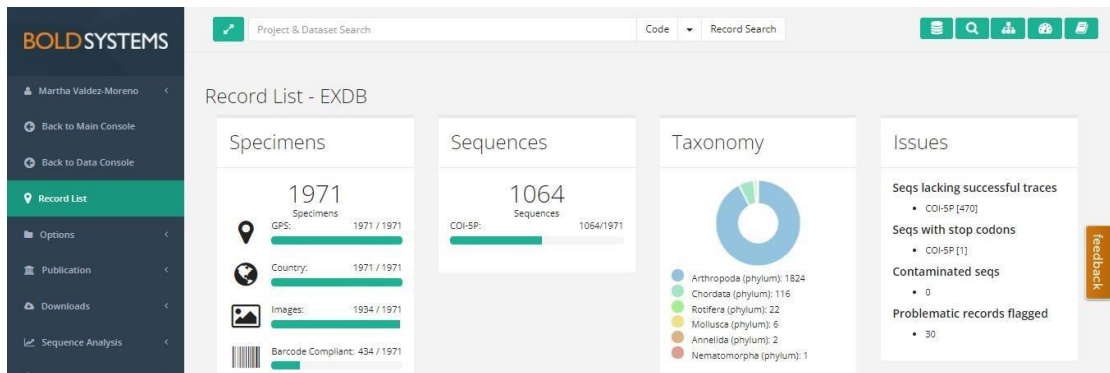 BOLDSYSTEMS
Project & Dataset Search
Code
Record Search
Martha Valdez-Moreno
Back to Main Console
Back to Data Console
Record List
Options
Publication
Downloads
Sequence Analysis
Record List - EXDB
Specimens
1971
Specimens
GPS: 1971 / 1971
Country: 1971 / 1971
Images: 1934 / 1971
Barcode Compliant: 434 / 1971
Sequences
1064
Sequences
COI-5P: 1064/1971
Taxonomy
Arthropoda (phylum): 1824
Chordata (phylum): 116
Rotifera (phylum): 22
Mollusca (phylum): 6
Annelida (phylum): 2
Nematomorpha (phylum): 1
Issues
Seqs lacking successful traces
COI-5P [470]
Seqs with stop codons
COI-5P [1]
Contaminated seqs
0
Problematic records flagged
30
feedback